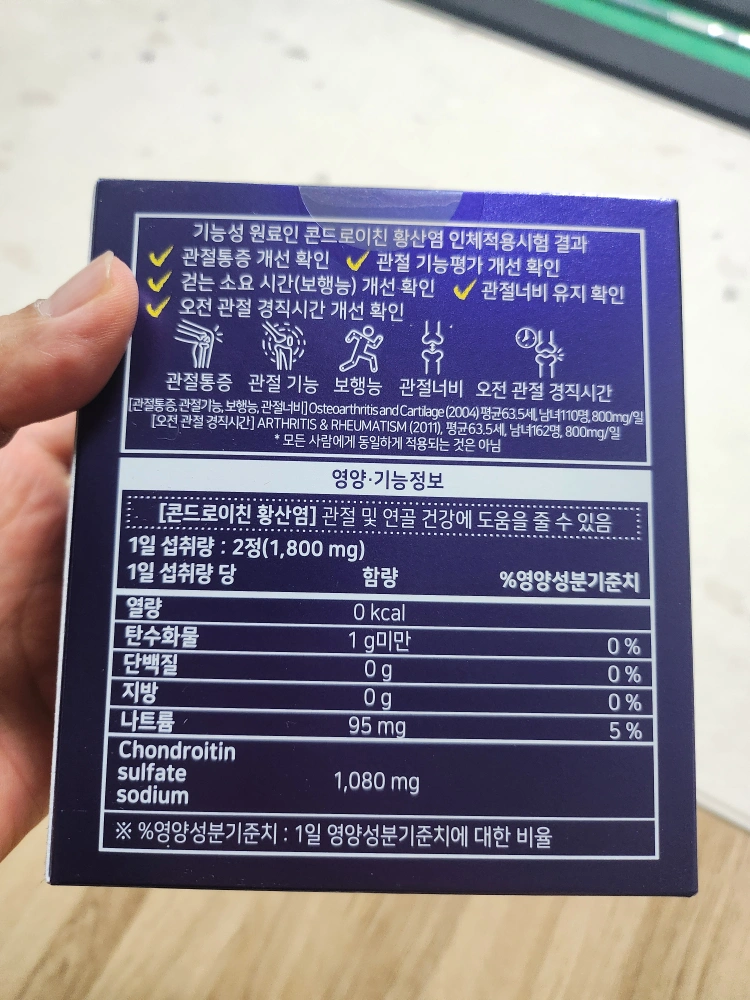 기능성 원료인 콘드로이친 황산염 인체적용시험 결과
관절통증 개선 확인 관절 기능평가 개선 확인
걷는 소요 시간(보행능) 개선 확인 관절너비 유지 확인
오전 관절 경직시간 개선 확인
관절통증 관절 기능 보행능 관절너비 오전 관절 경직시간
[관절통증, 관절기능, 보행능, 관절너비] Osteoarthritis and Cartilage (2004) 평균63.5세, 남녀110명, 800mg/일
[오전 관절 경직시간] ARTHRITIS & RHEUMATISM (2011), 평균63.5세, 남녀162명, 800mg/일
* 모든 사람에게 동일하게 적용되는 것은 아님
영양·기능정보
[콘드로이친 황산염] 관절 및 연골 건강에 도움을 줄 수 있음
1일 섭취량 : 2정(1,800 mg)
1일 섭취량 당 함량 %영양성분기준치
열량 0 kcal
탄수화물 1 g미만 0 %
단백질 0 g 0 %
지방 0 g 0 %
나트륨 95 mg 5 %
Chondroitin
sulfate
sodium 1,080 mg
※ %영양성분기준치 : 1일 영양성분기준치에 대한 비율